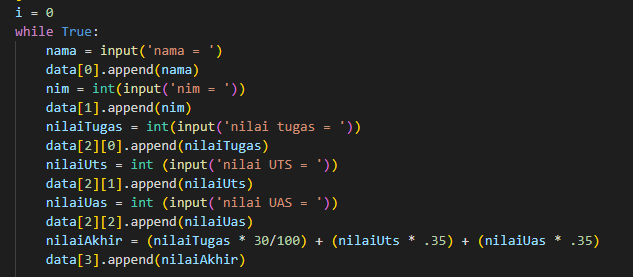 i = 0
while True:
    nama = input('nama = ')
    data[0].append(nama)
    nim = int(input('nim = '))
    data[1].append(nim)
    nilaiTugas = int(input('nilai tugas = '))
    data[2][0].append(nilaiTugas)
    nilaiUts = int (input('nilai UTS = '))
    data[2][1].append(nilaiUts)
    nilaiUas = int (input('nilai UAS = '))
    data[2][2].append(nilaiUas)
    nilaiAkhir = (nilaiTugas * 30/100) + (nilaiUts * .35) + (nilaiUas * .35)
    data[3].append(nilaiAkhir)